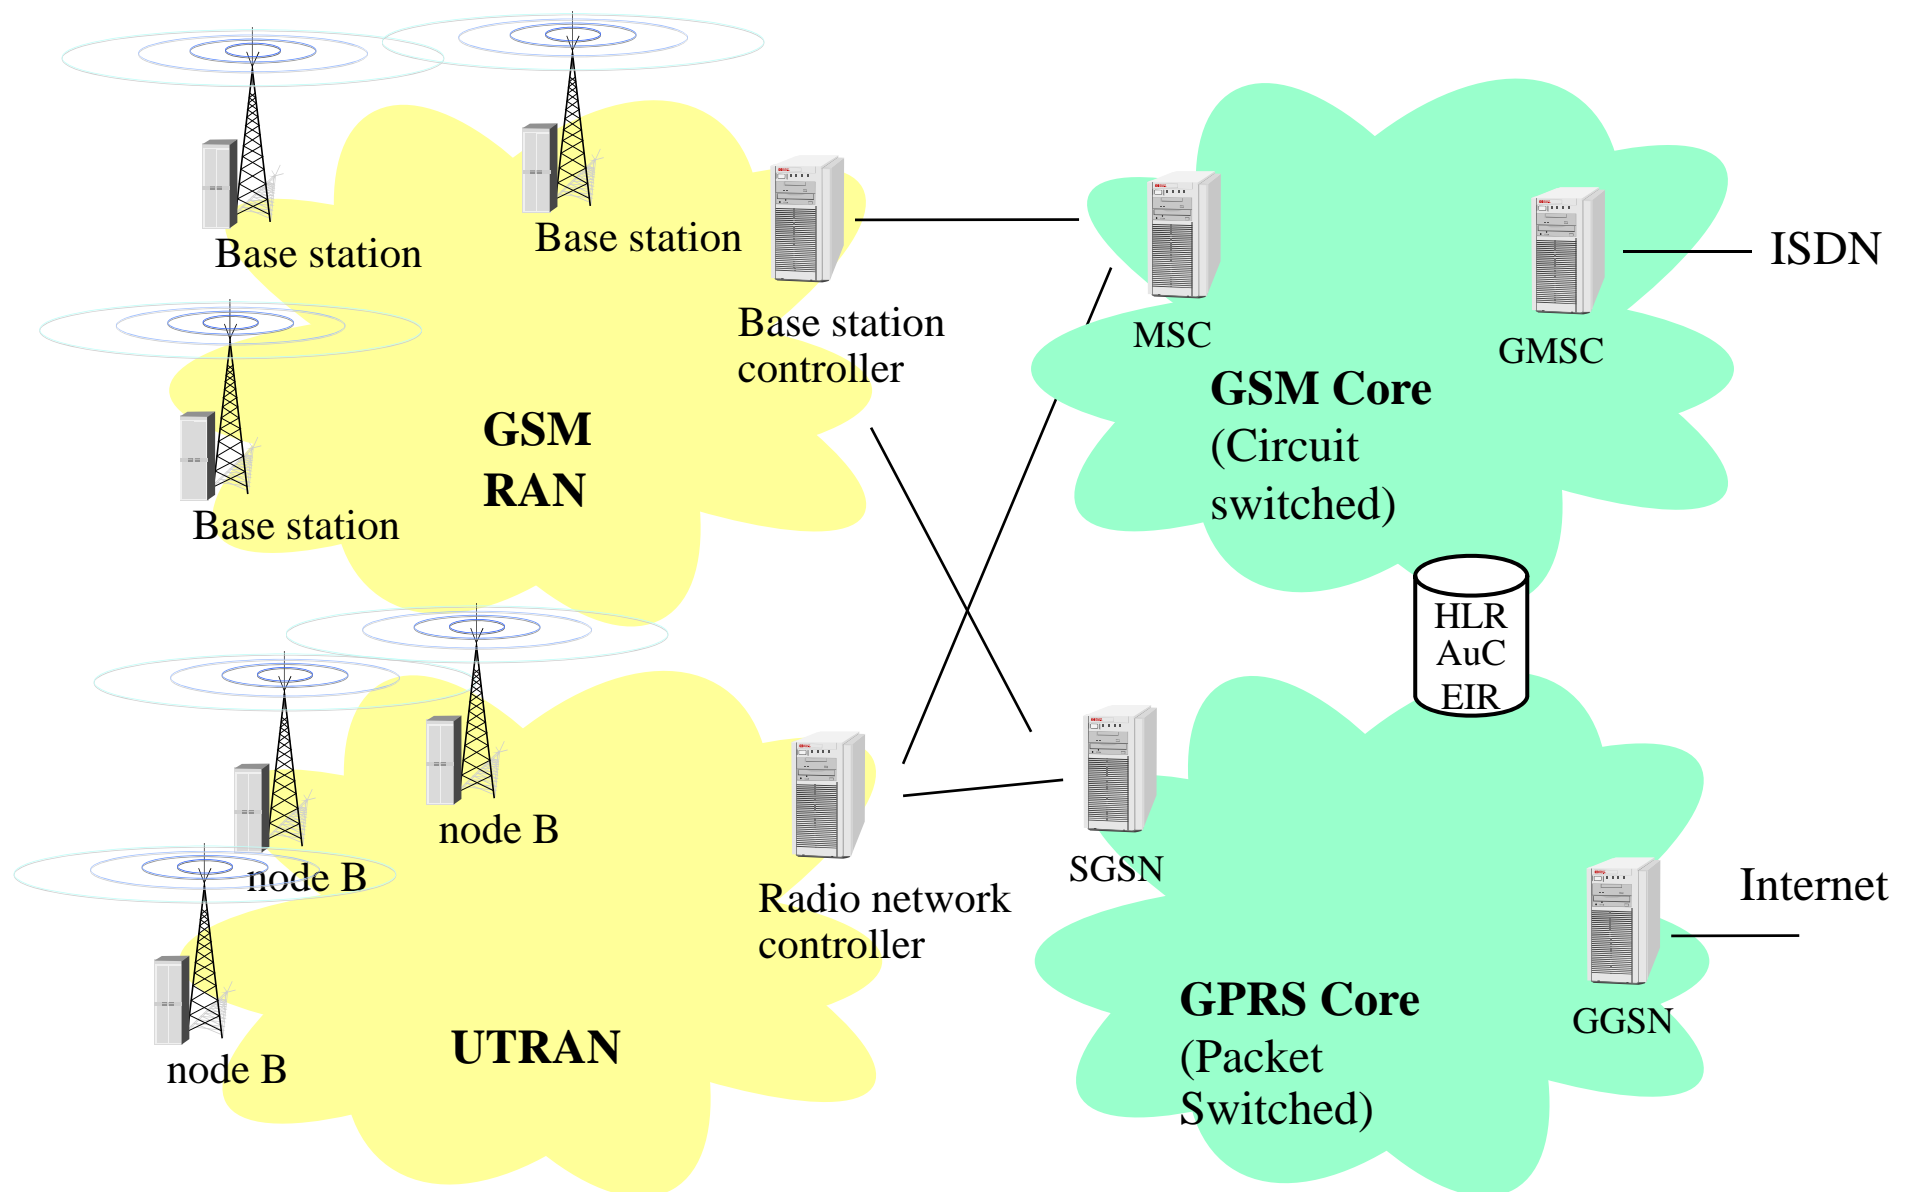 Base station
Base station
Base station
controller
MSC
GMSC
ISDN
GSM
RAN
GSM Core
(Circuit
switched)
Base station
HLR
AuC
EIR
node B
node B
node B
Radio network
controller
UTRAN
SGSN
GPRS Core
(Packet
Switched)
GGSN
Internet